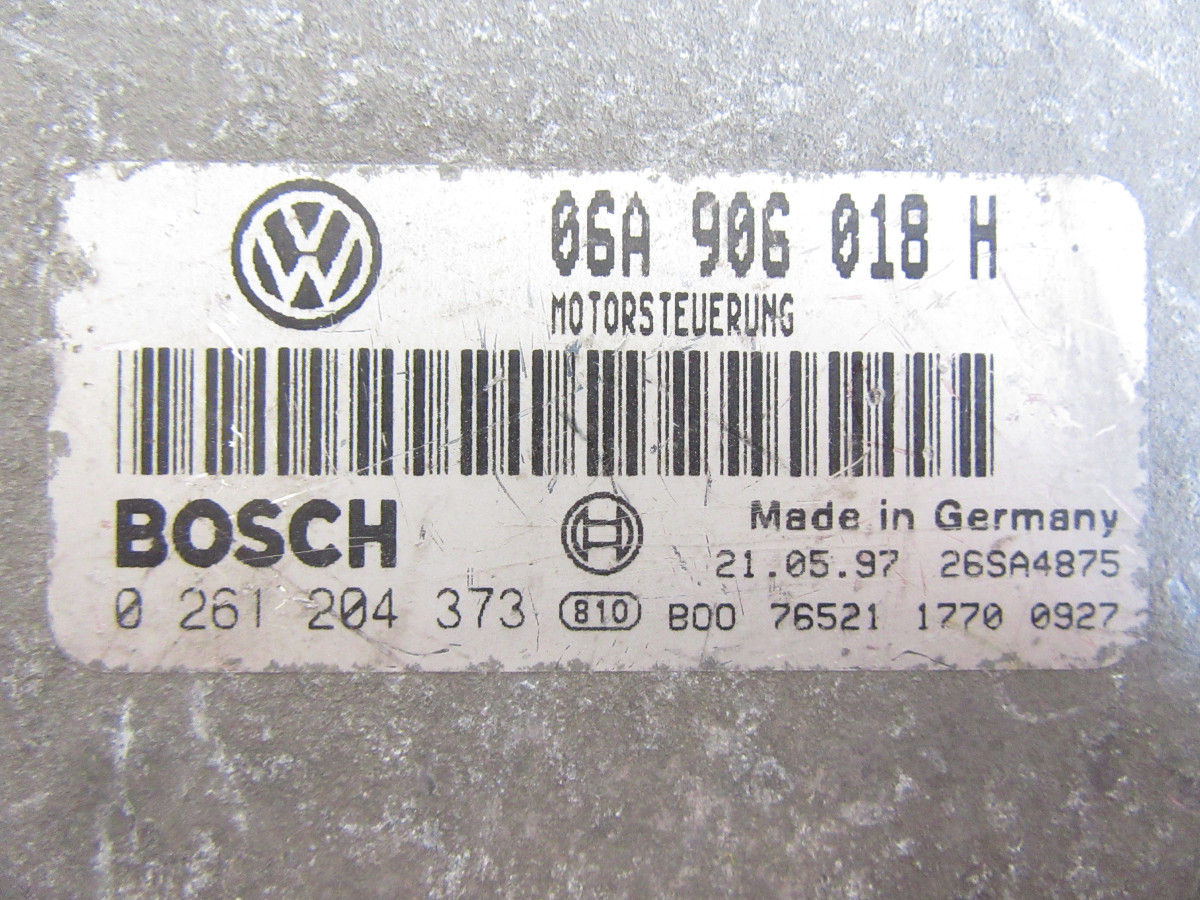 06A 906 018 H
MOTORSTEUERUNG
BOSCH
Made in Germany
21.05.97 26SA4875
0 261 204 373 810 B00 76521 1770 0927